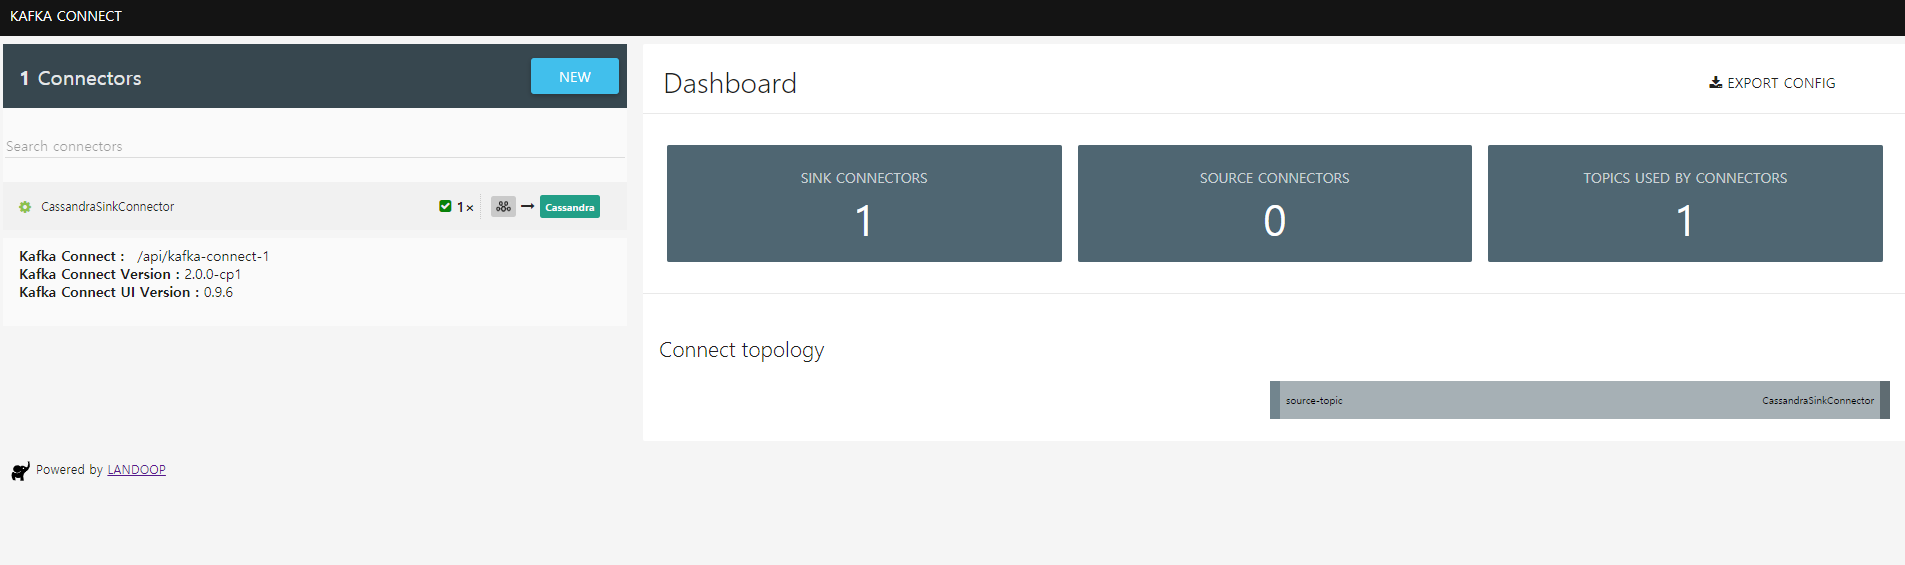 KAFKA CONNECT
1 Connectors
NEW
Search connectors
CassandraSinkConnector
1×
Cassandra
Kafka Connect : /api/kafka-connect-1
Kafka Connect Version : 2.0.0-cp1
Kafka Connect UI Version : 0.9.6
Powered by LANDOOP
Dashboard
EXPORT CONFIG
SINK CONNECTORS
1
SOURCE CONNECTORS
0
TOPICS USED BY CONNECTORS
1
Connect topology
source-topic
CassandraSinkConnector